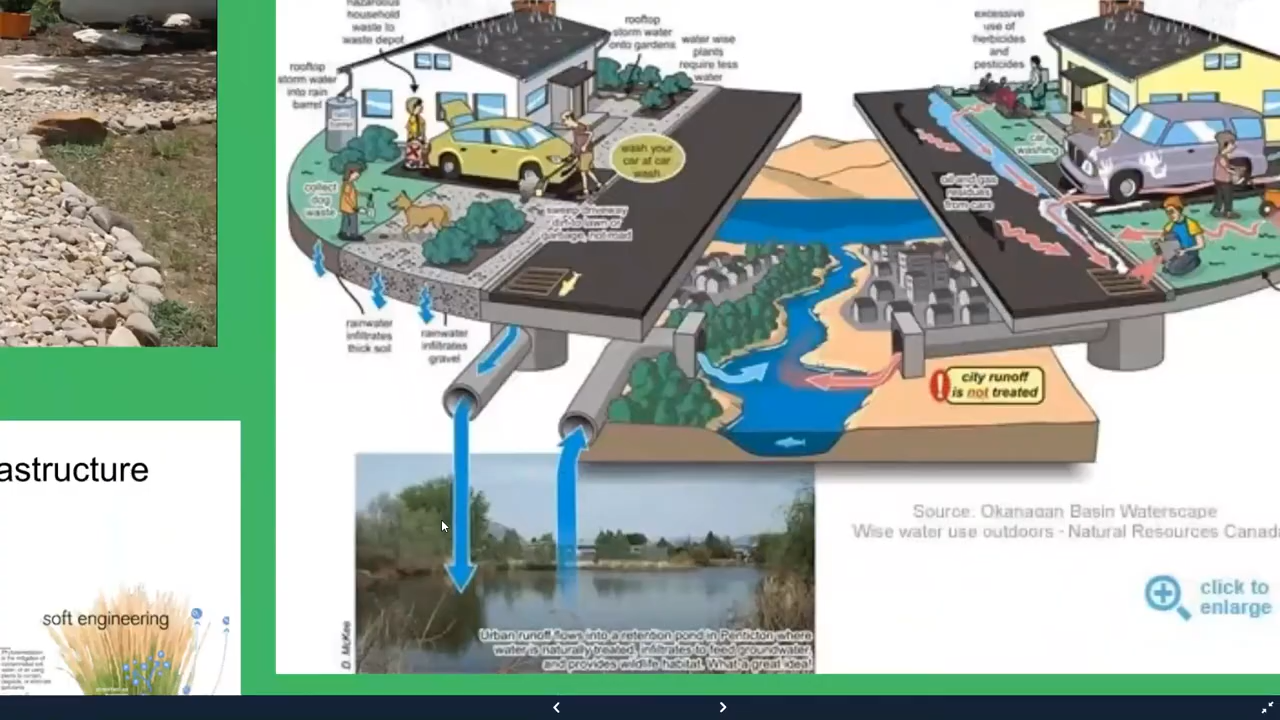 hazardous
household
waste to
waste depot
rooftop
storm water
onto gardens
water wise
plants
require less
water
rooftop
storm water
into rain
barrel
wash your
car at car
wash
collect
dog
waste
rainwater
infiltrates
thick soil
rainwater
infiltrates
gravel
excessive
use of
herbicides
and
pesticides
car
washing
oil and gas
residues
from cars
! city runoff
is not treated
Source: Okanagan Basin Waterscape
Wise water use outdoors - Natural Resources Canada
click to
enlarge
D. McKee
Urban runoff flows into a retention pond in Penticton where
water is naturally treated, infiltrates to feed groundwater,
and provides wildlife habitat. What a great idea!
astructure
soft engineering